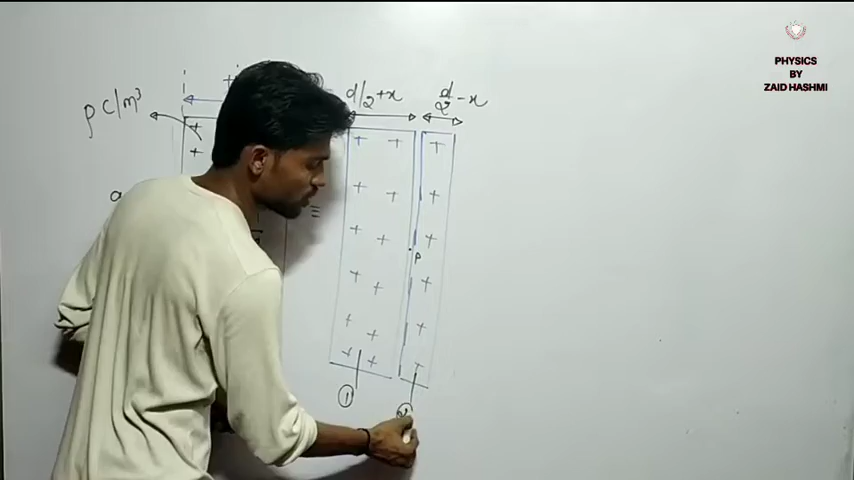 PHYSICS
BY
ZAID HASHMI
ρ C/m³
d/2 + x
d/2 - x
≡
P
1
2